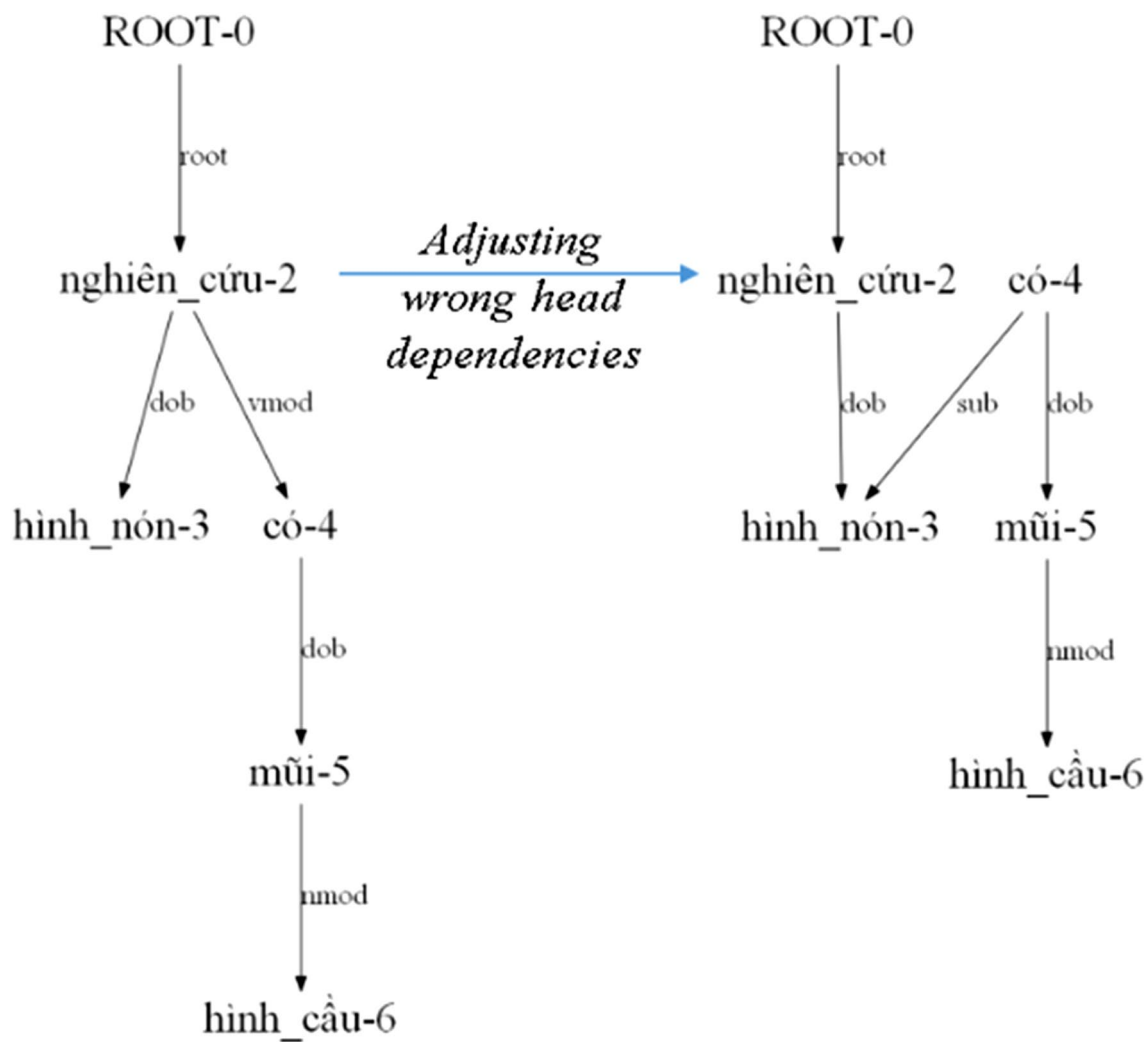 ROOT-0
root
nghiên_cứu-2
dob
vmod
hình_nón-3
có-4
dob
mũi-5
nmod
hình_cầu-6
Adjusting
wrong head
dependencies
ROOT-0
root
nghiên_cứu-2
có-4
dob
sub
dob
hình_nón-3
mũi-5
nmod
hình_cầu-6